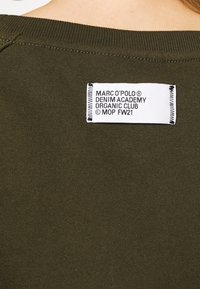 MARC O'POLO®
DENIM ACADEMY
ORGANIC CLUB
© MOP FW21